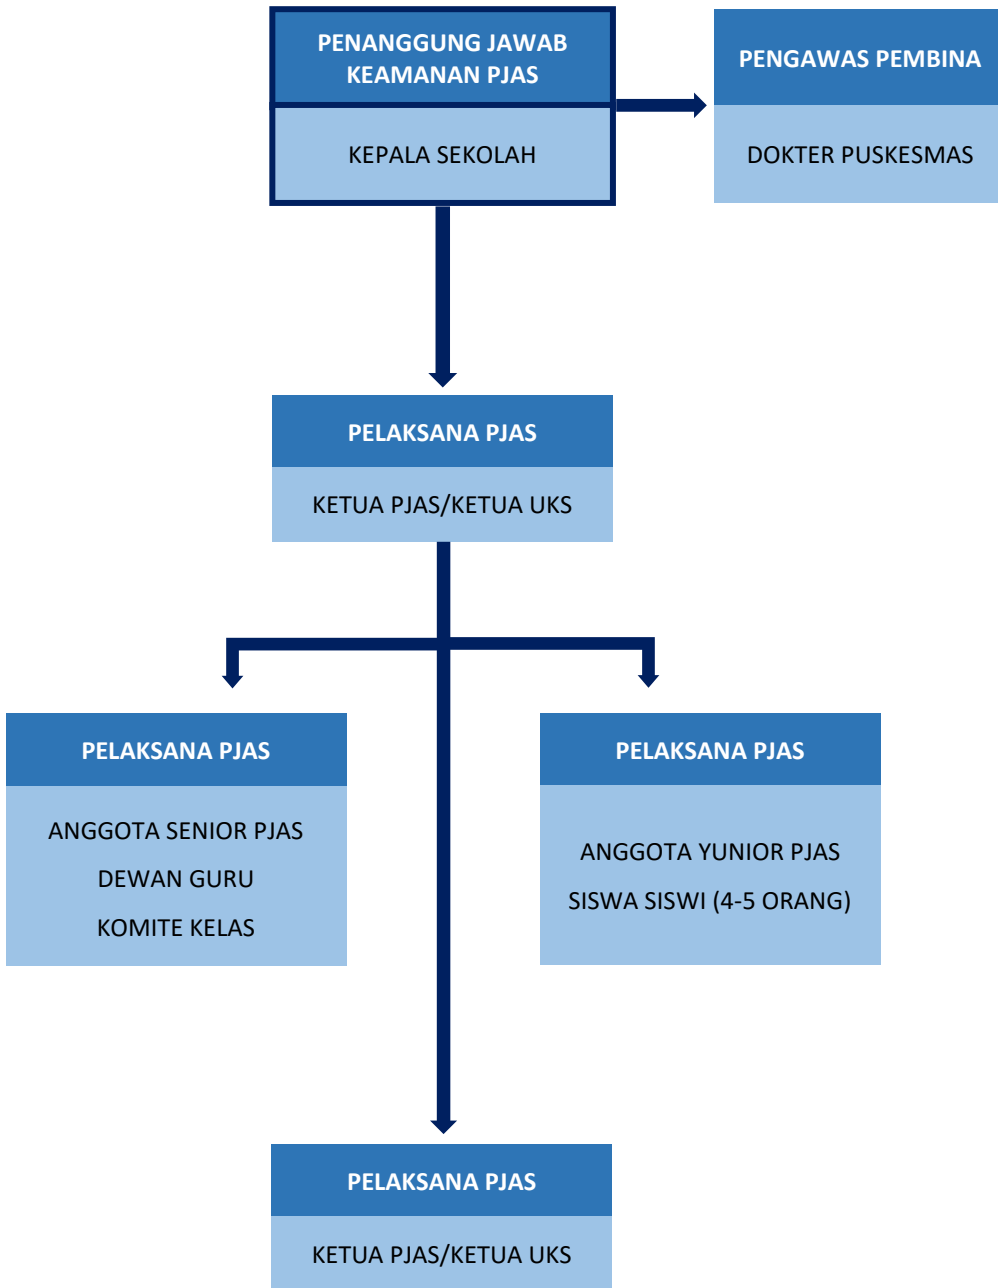 PENANGGUNG JAWAB
KEAMANAN PJAS
KEPALA SEKOLAH
PENGAWAS PEMBINA
DOKTER PUSKESMAS
PELAKSANA PJAS
KETUA PJAS/KETUA UKS
PELAKSANA PJAS
ANGGOTA SENIOR PJAS
DEWAN GURU
KOMITE KELAS
PELAKSANA PJAS
ANGGOTA YUNIOR PJAS
SISWA SISWI (4-5 ORANG)
PELAKSANA PJAS
KETUA PJAS/KETUA UKS